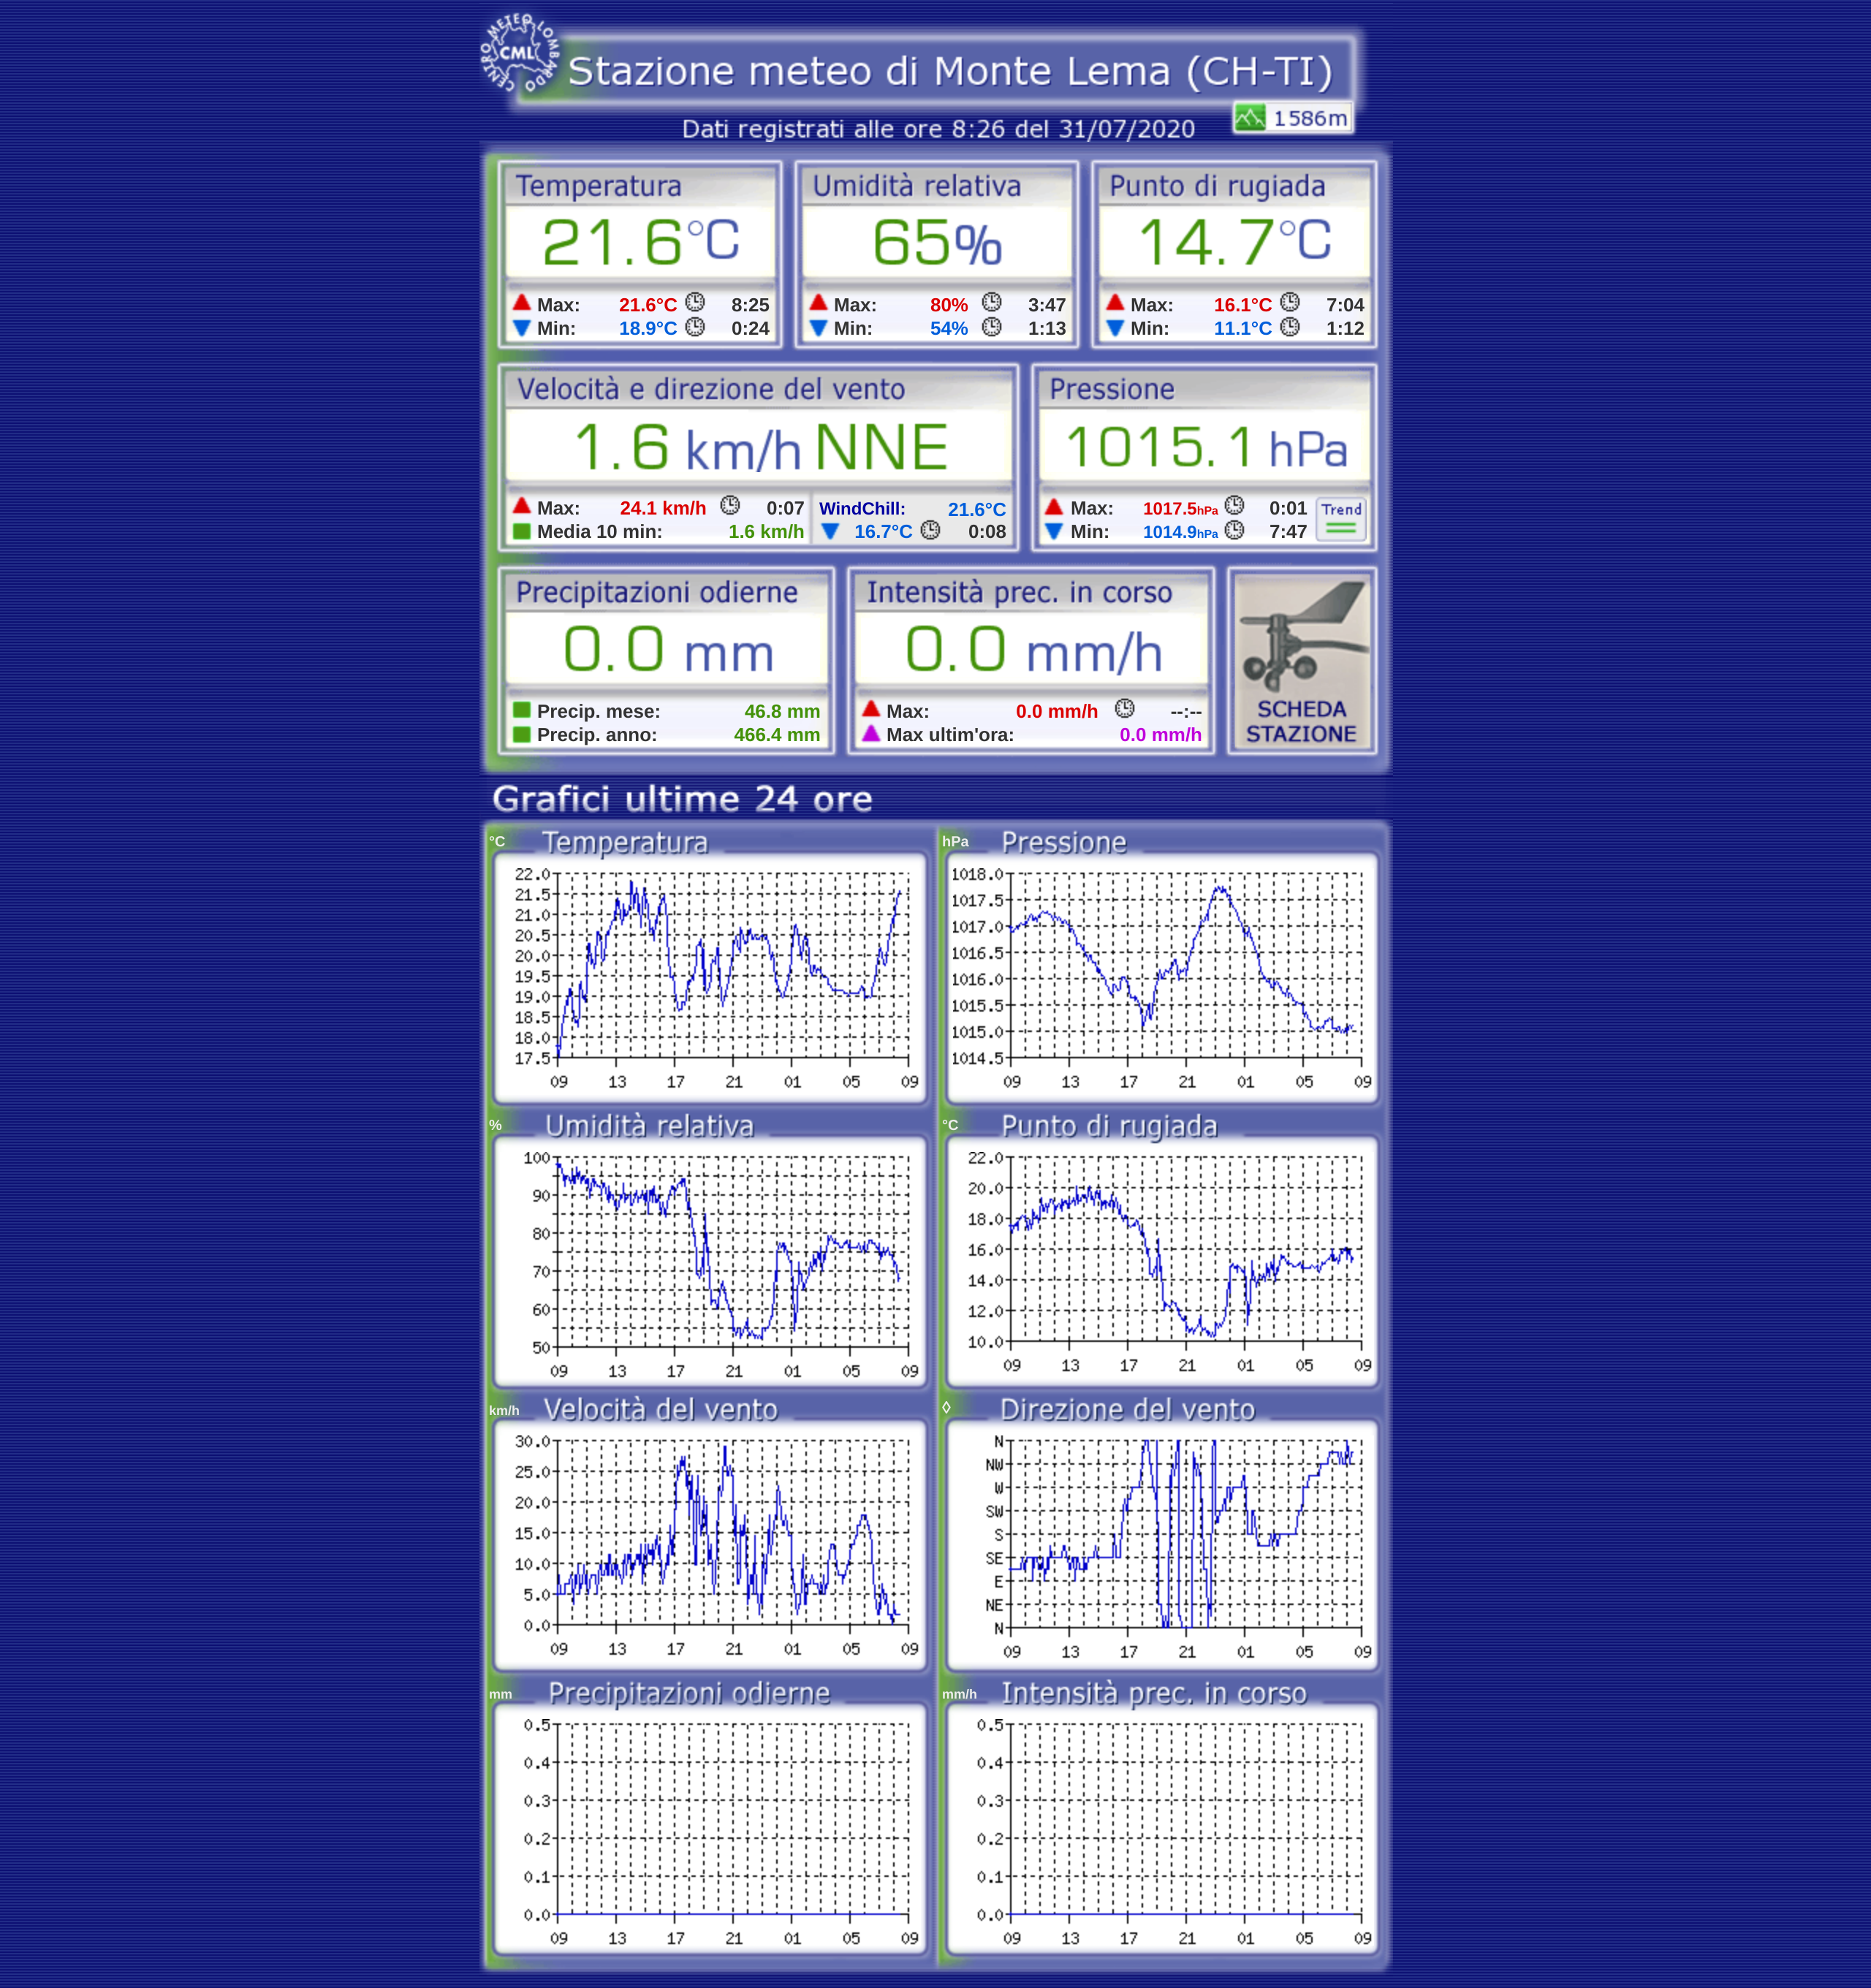 CENTRO METEO LOMBARDO
CML
Stazione meteo di Monte Lema (CH-TI)
1586m
Dati registrati alle ore 8:26 del 31/07/2020
Temperatura
21.6°C
Max: 21.6°C 8:25
Min: 18.9°C 0:24
Umidità relativa
65%
Max: 80% 3:47
Min: 54% 1:13
Punto di rugiada
14.7°C
Max: 16.1°C 7:04
Min: 11.1°C 1:12
Velocità e direzione del vento
1.6 km/h NNE
Max: 24.1 km/h 0:07
Media 10 min: 1.6 km/h
WindChill: 21.6°C
16.7°C 0:08
Pressione
1015.1 hPa
Max: 1017.5hPa 0:01
Min: 1014.9hPa 7:47
Trend
Precipitazioni odierne
0.0 mm
Precip. mese: 46.8 mm
Precip. anno: 466.4 mm
Intensità prec. in corso
0.0 mm/h
Max: 0.0 mm/h --:--
Max ultim'ora: 0.0 mm/h
SCHEDA
STAZIONE
Grafici ultime 24 ore
°C Temperatura
22.0
21.5
21.0
20.5
20.0
19.5
19.0
18.5
18.0
17.5
09 13 17 21 01 05 09
hPa Pressione
1018.0
1017.5
1017.0
1016.5
1016.0
1015.5
1015.0
1014.5
09 13 17 21 01 05 09
% Umidità relativa
100
90
80
70
60
50
09 13 17 21 01 05 09
°C Punto di rugiada
22.0
20.0
18.0
16.0
14.0
12.0
10.0
09 13 17 21 01 05 09
km/h Velocità del vento
30.0
25.0
20.0
15.0
10.0
5.0
0.0
09 13 17 21 01 05 09
◊ Direzione del vento
N
NW
W
SW
S
SE
E
NE
N
09 13 17 21 01 05 09
mm Precipitazioni odierne
0.5
0.4
0.3
0.2
0.1
0.0
09 13 17 21 01 05 09
mm/h Intensità prec. in corso
0.5
0.4
0.3
0.2
0.1
0.0
09 13 17 21 01 05 09